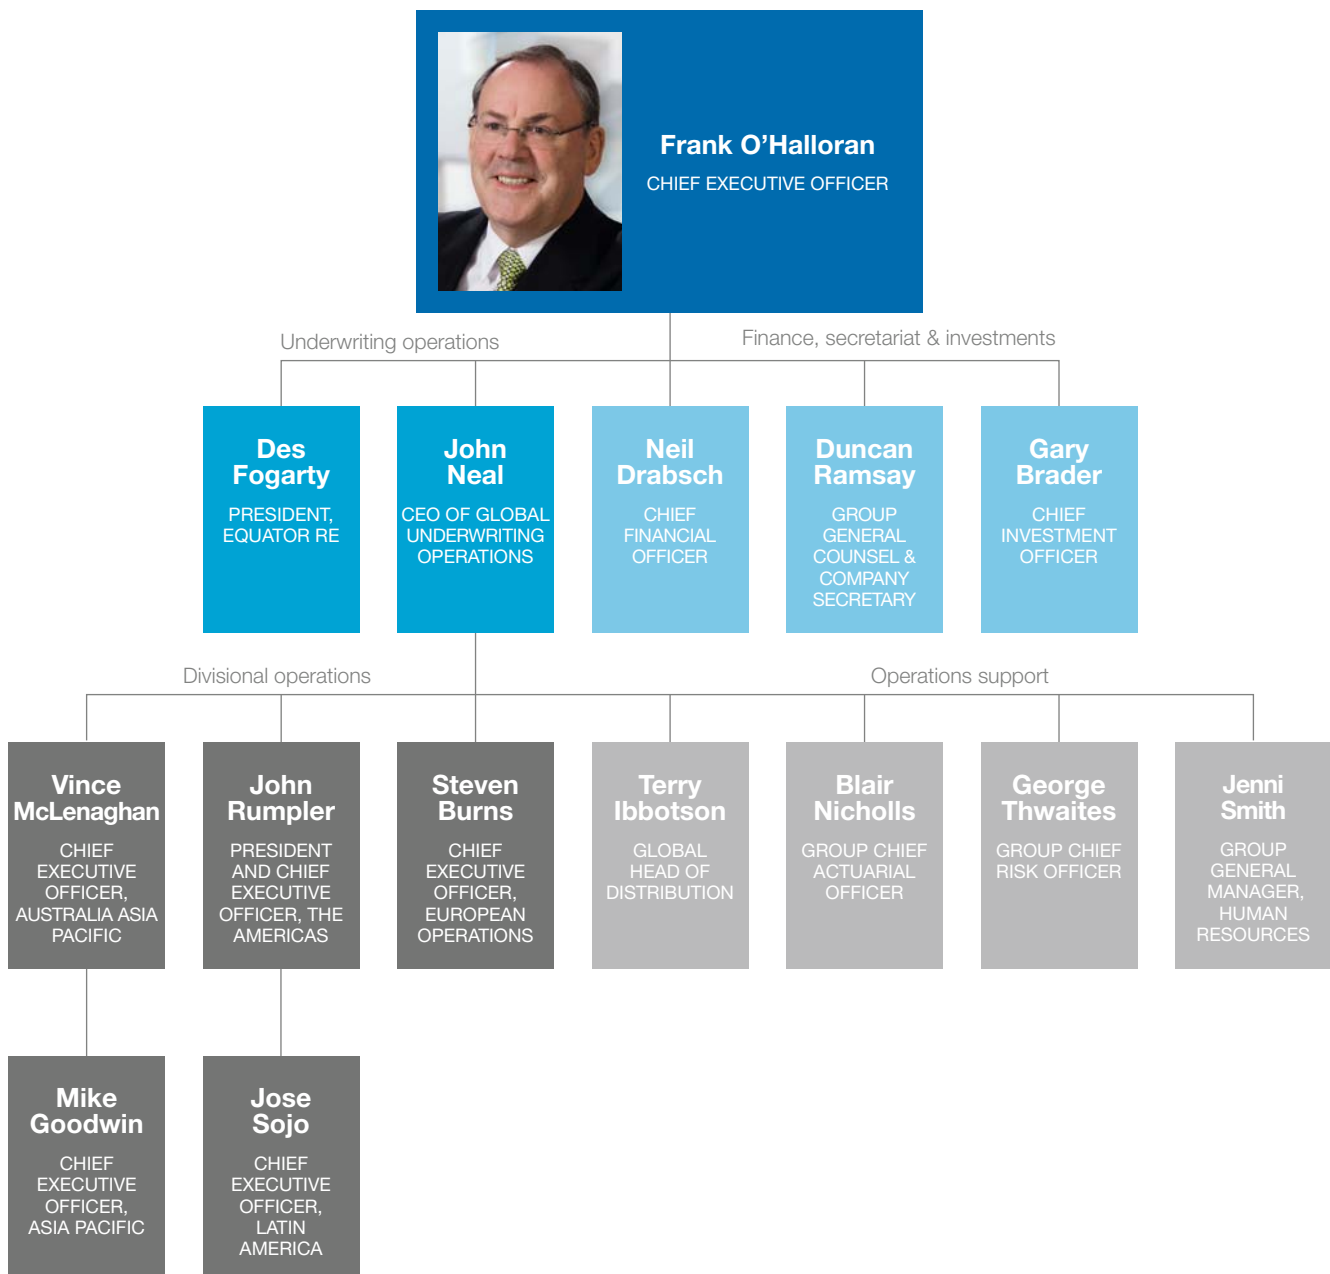 Frank O’Halloran
CHIEF EXECUTIVE OFFICER
Underwriting operations
Finance, secretariat & investments
Des
Fogarty
PRESIDENT,
EQUATOR RE
John
Neal
CEO OF GLOBAL
UNDERWRITING
OPERATIONS
Neil
Drabsch
CHIEF
FINANCIAL
OFFICER
Duncan
Ramsay
GROUP
GENERAL
COUNSEL &
COMPANY
SECRETARY
Gary
Brader
CHIEF
INVESTMENT
OFFICER
Divisional operations
Operations support
Vince
McLenaghan
CHIEF
EXECUTIVE
OFFICER,
AUSTRALIA ASIA
PACIFIC
John
Rumpler
PRESIDENT
AND CHIEF
EXECUTIVE
OFFICER, THE
AMERICAS
Steven
Burns
CHIEF
EXECUTIVE
OFFICER,
EUROPEAN
OPERATIONS
Terry
Ibbotson
GLOBAL
HEAD OF
DISTRIBUTION
Blair
Nicholls
GROUP CHIEF
ACTUARIAL
OFFICER
George
Thwaites
GROUP CHIEF
RISK OFFICER
Jenni
Smith
GROUP
GENERAL
MANAGER,
HUMAN
RESOURCES
Mike
Goodwin
CHIEF
EXECUTIVE
OFFICER,
ASIA PACIFIC
Jose
Sojo
CHIEF
EXECUTIVE
OFFICER,
LATIN
AMERICA